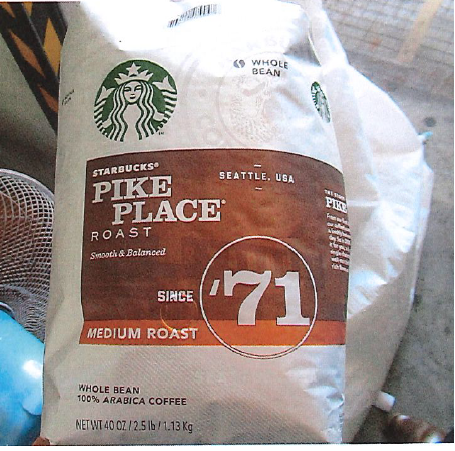 WHOLE
BEAN
STARBUCKS®
PIKE
PLACE®
ROAST
Smooth & Balanced
SEATTLE, USA
SINCE
'71
MEDIUM ROAST
WHOLE BEAN
100% ARABICA COFFEE
NET WT 40 OZ / 2.5 lb / 1.13 Kg
PIKE